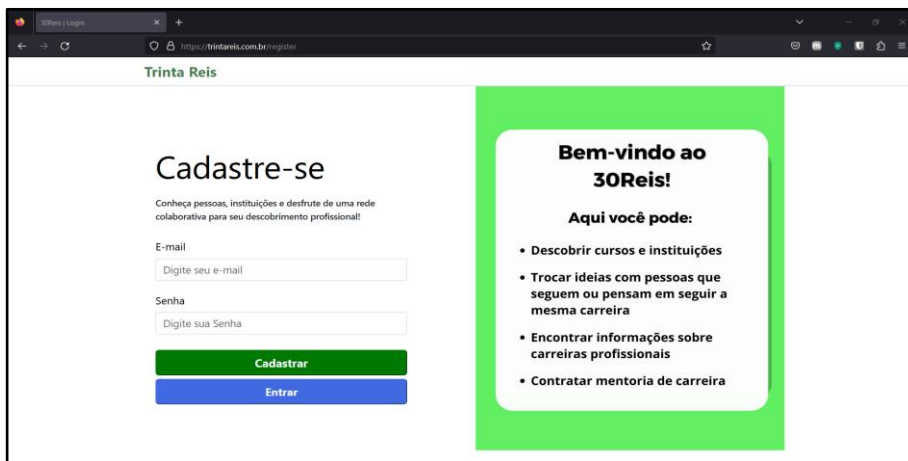 30Reis | Login
https://trintareis.com.br/register
Trinta Reis
Cadastre-se
Conheça pessoas, instituições e desfrute de uma rede
colaborativa para seu descobrimento profissional!
E-mail
Digite seu e-mail
Senha
Digite sua Senha
Cadastrar
Entrar
Bem-vindo ao
30Reis!
Aqui você pode:
• Descobrir cursos e instituições
• Trocar ideias com pessoas que
seguem ou pensam em seguir a
mesma carreira
• Encontrar informações sobre
carreiras profissionais
• Contratar mentoria de carreira